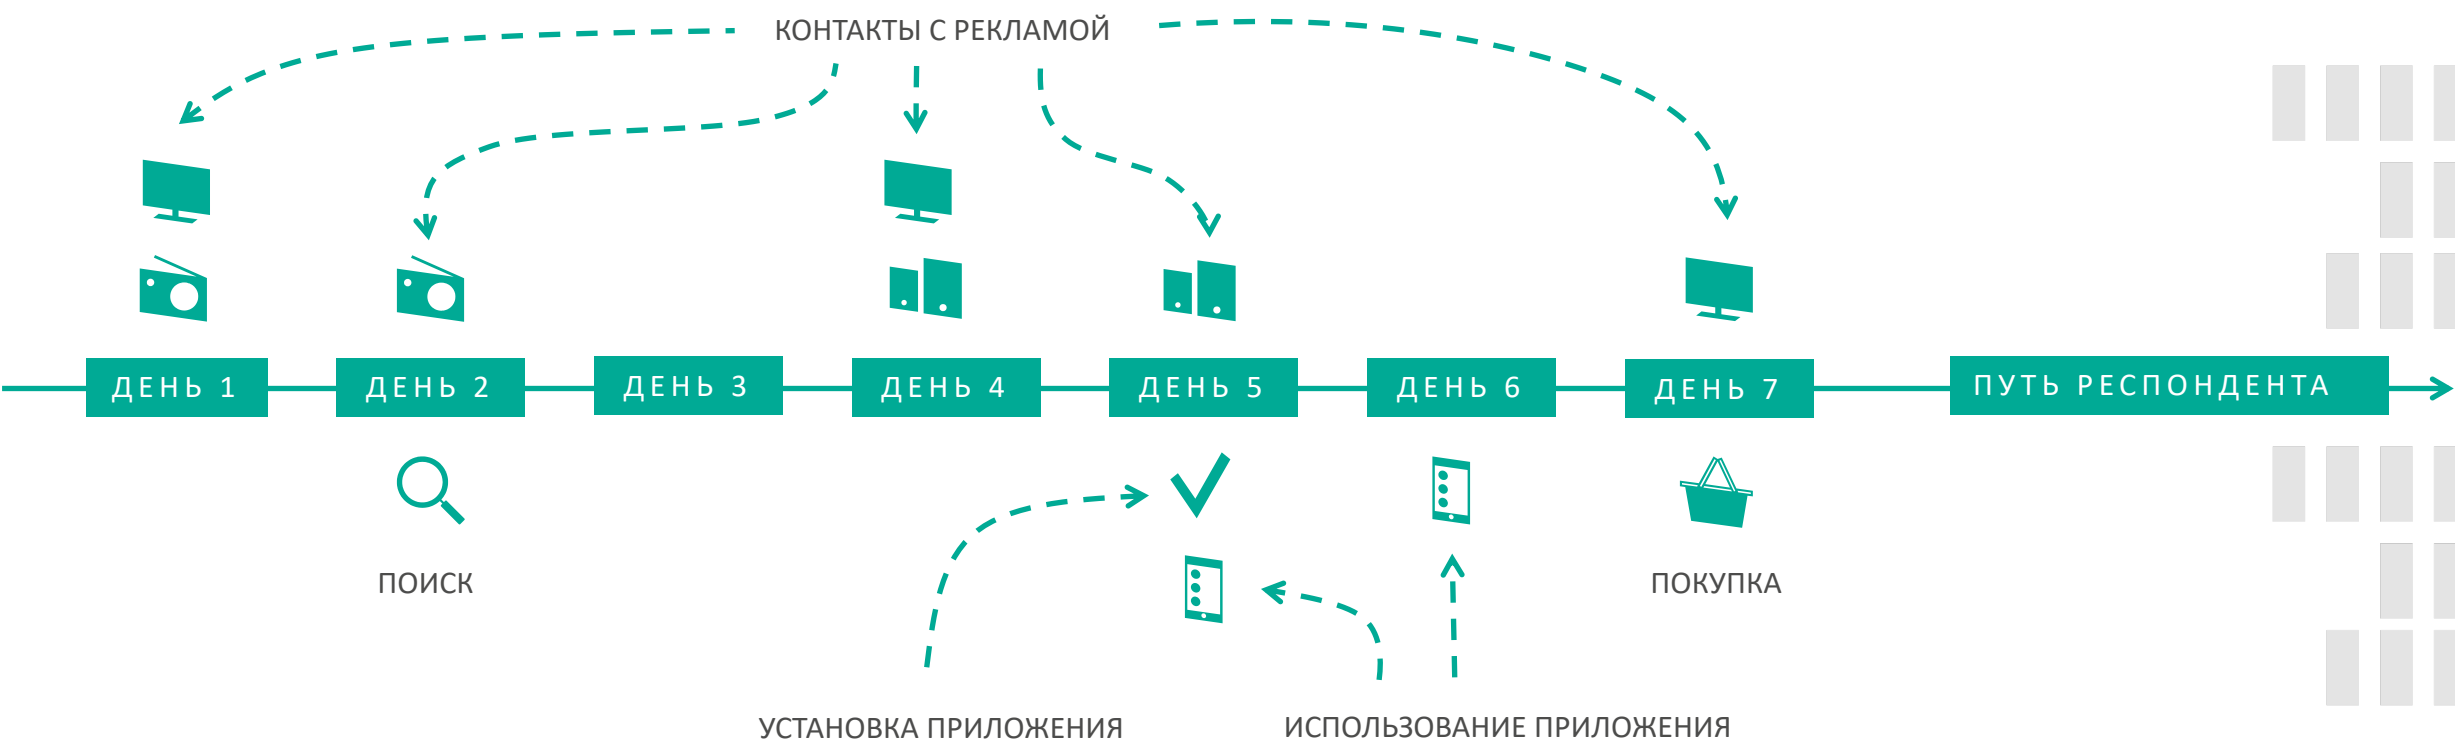 КОНТАКТЫ С РЕКЛАМОЙ
ДЕНЬ 1
ДЕНЬ 2
ДЕНЬ 3
ДЕНЬ 4
ДЕНЬ 5
ДЕНЬ 6
ДЕНЬ 7
ПУТЬ РЕСПОНДЕНТА
ПОИСК
ПОКУПКА
УСТАНОВКА ПРИЛОЖЕНИЯ
ИСПОЛЬЗОВАНИЕ ПРИЛОЖЕНИЯ